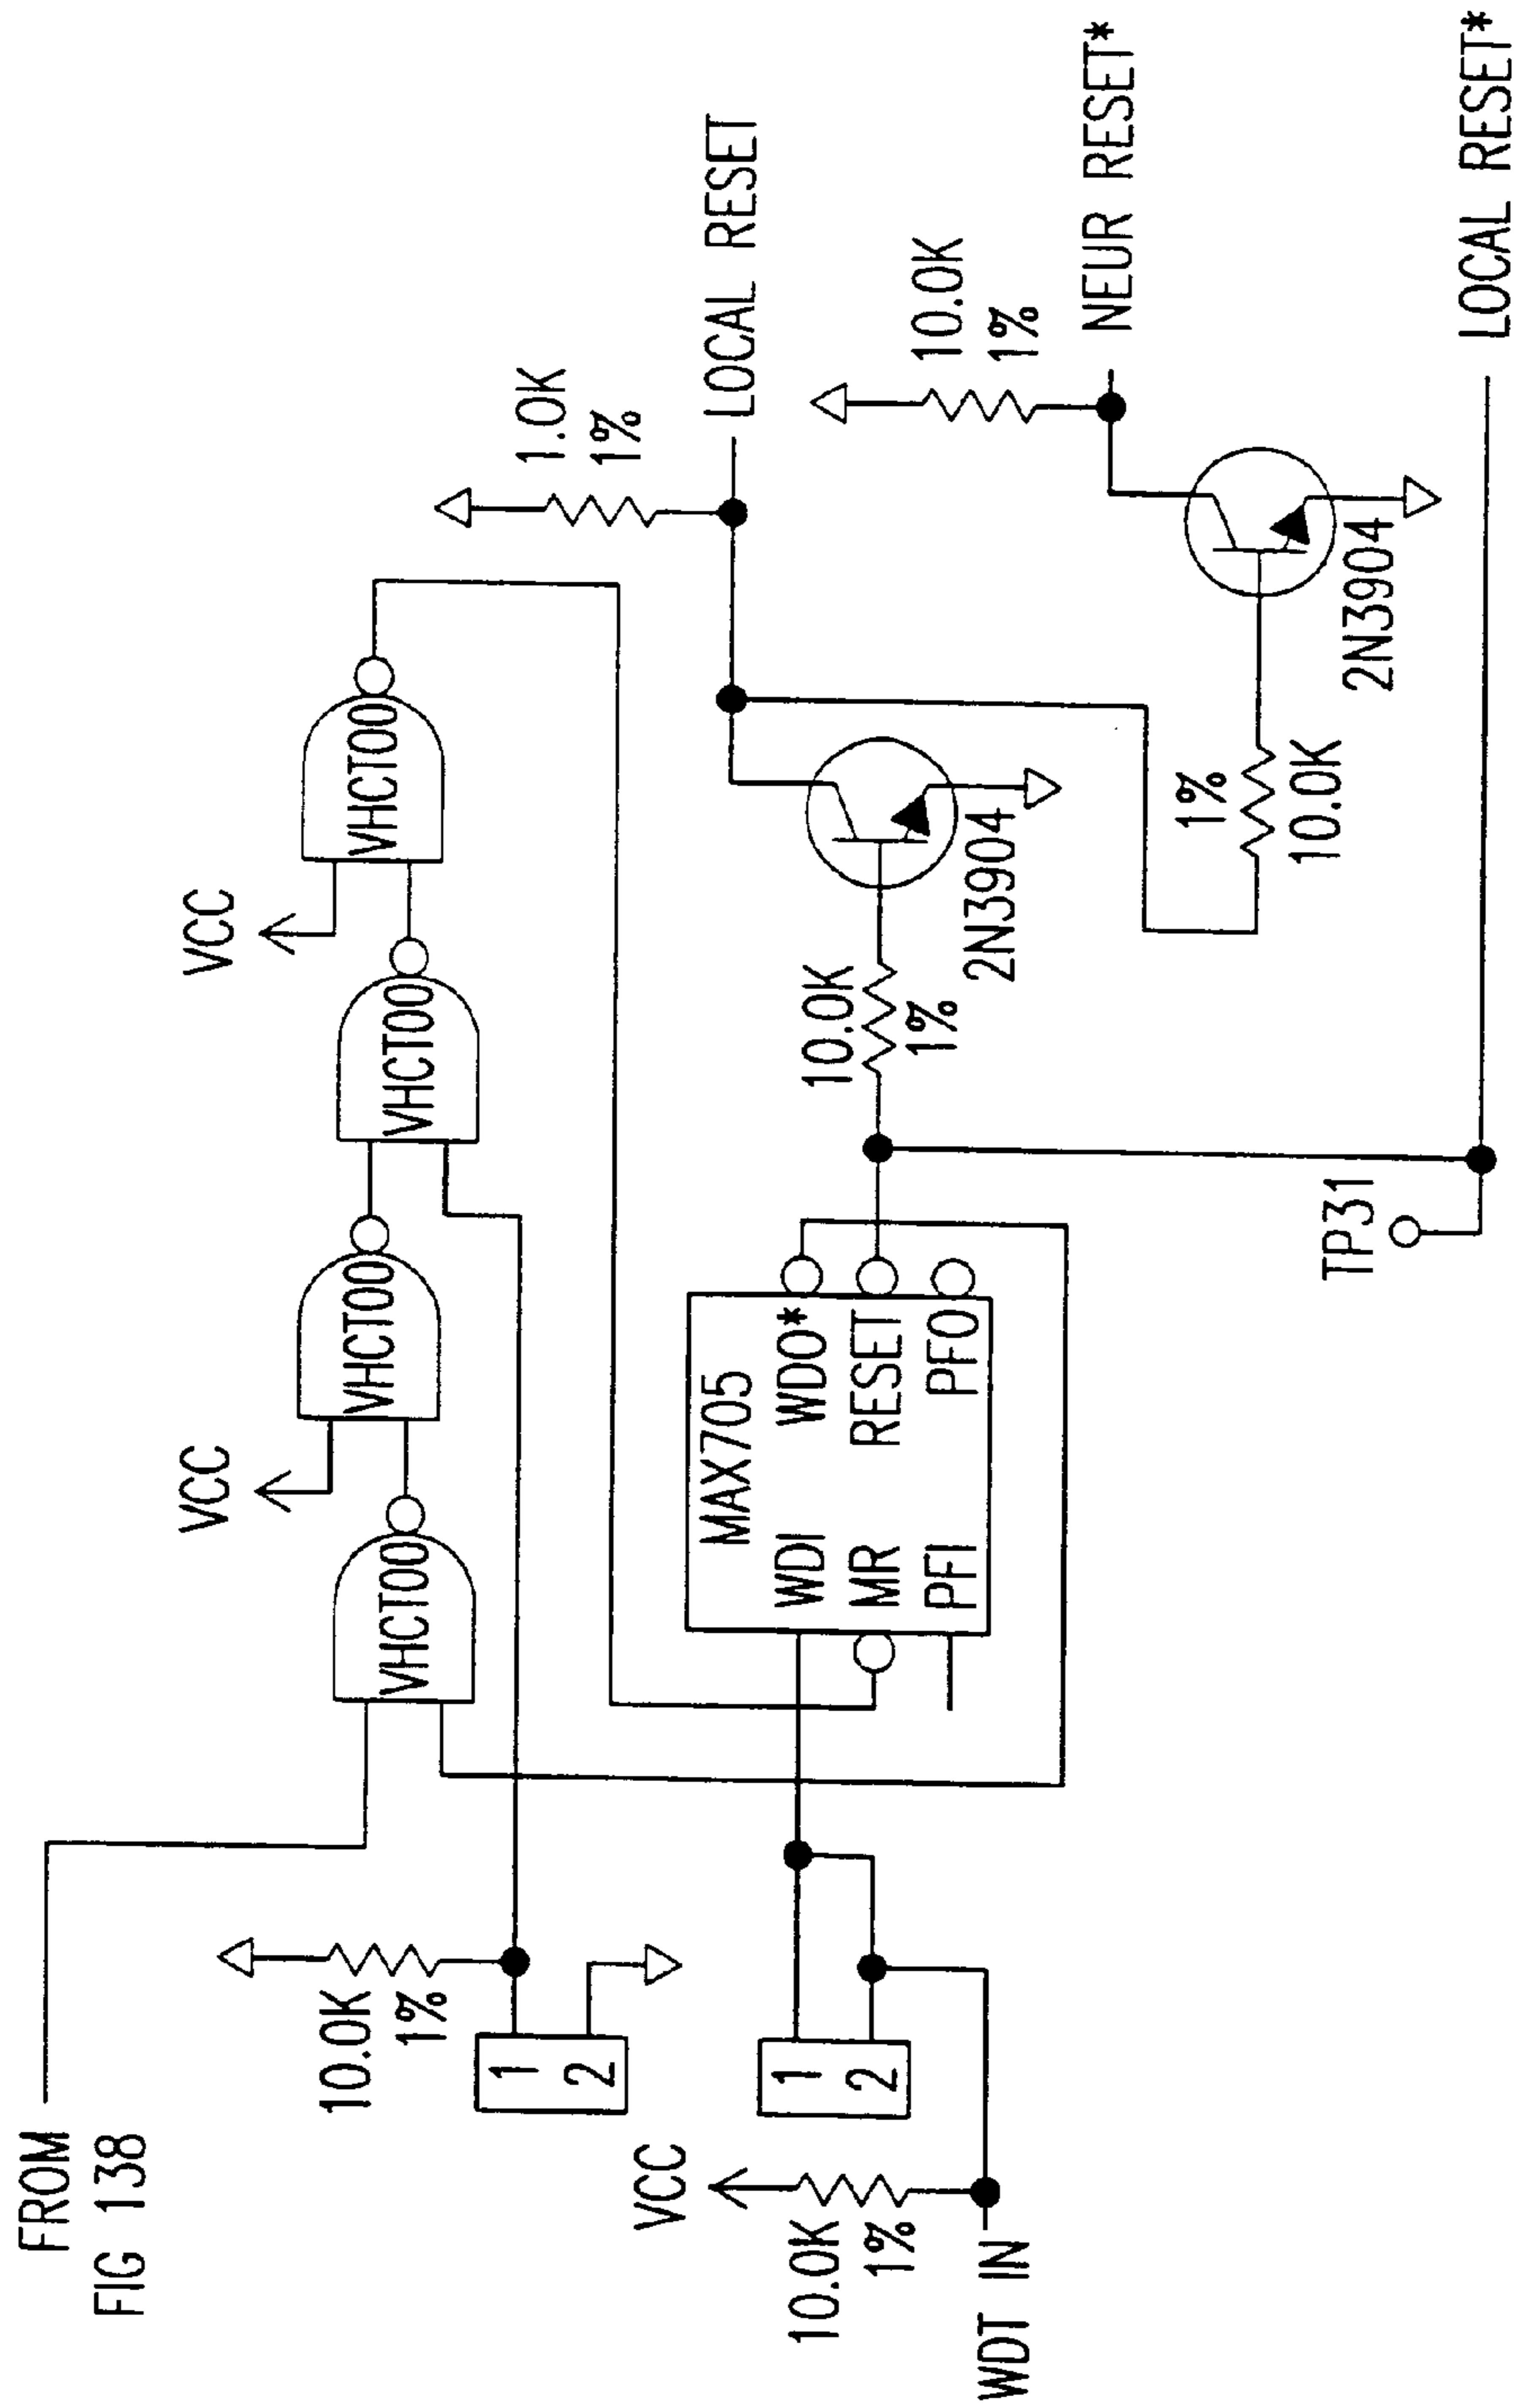 FROM
FIG 138
10.0K
1%
1
2
VCC
10.0K
1%
WDT IN
1
2
VHCT00
VCC
VHCT00
VHCT00
VCC
VHCT00
MAX705
WDI
WDO*
MR
RESET
PFI
PFO
TP31
10.0K
1%
2N3904
1%
10.0K
2N3904
1.0K
1%
LOCAL RESET
10.0K
1%
NEUR RESET*
LOCAL RESET*